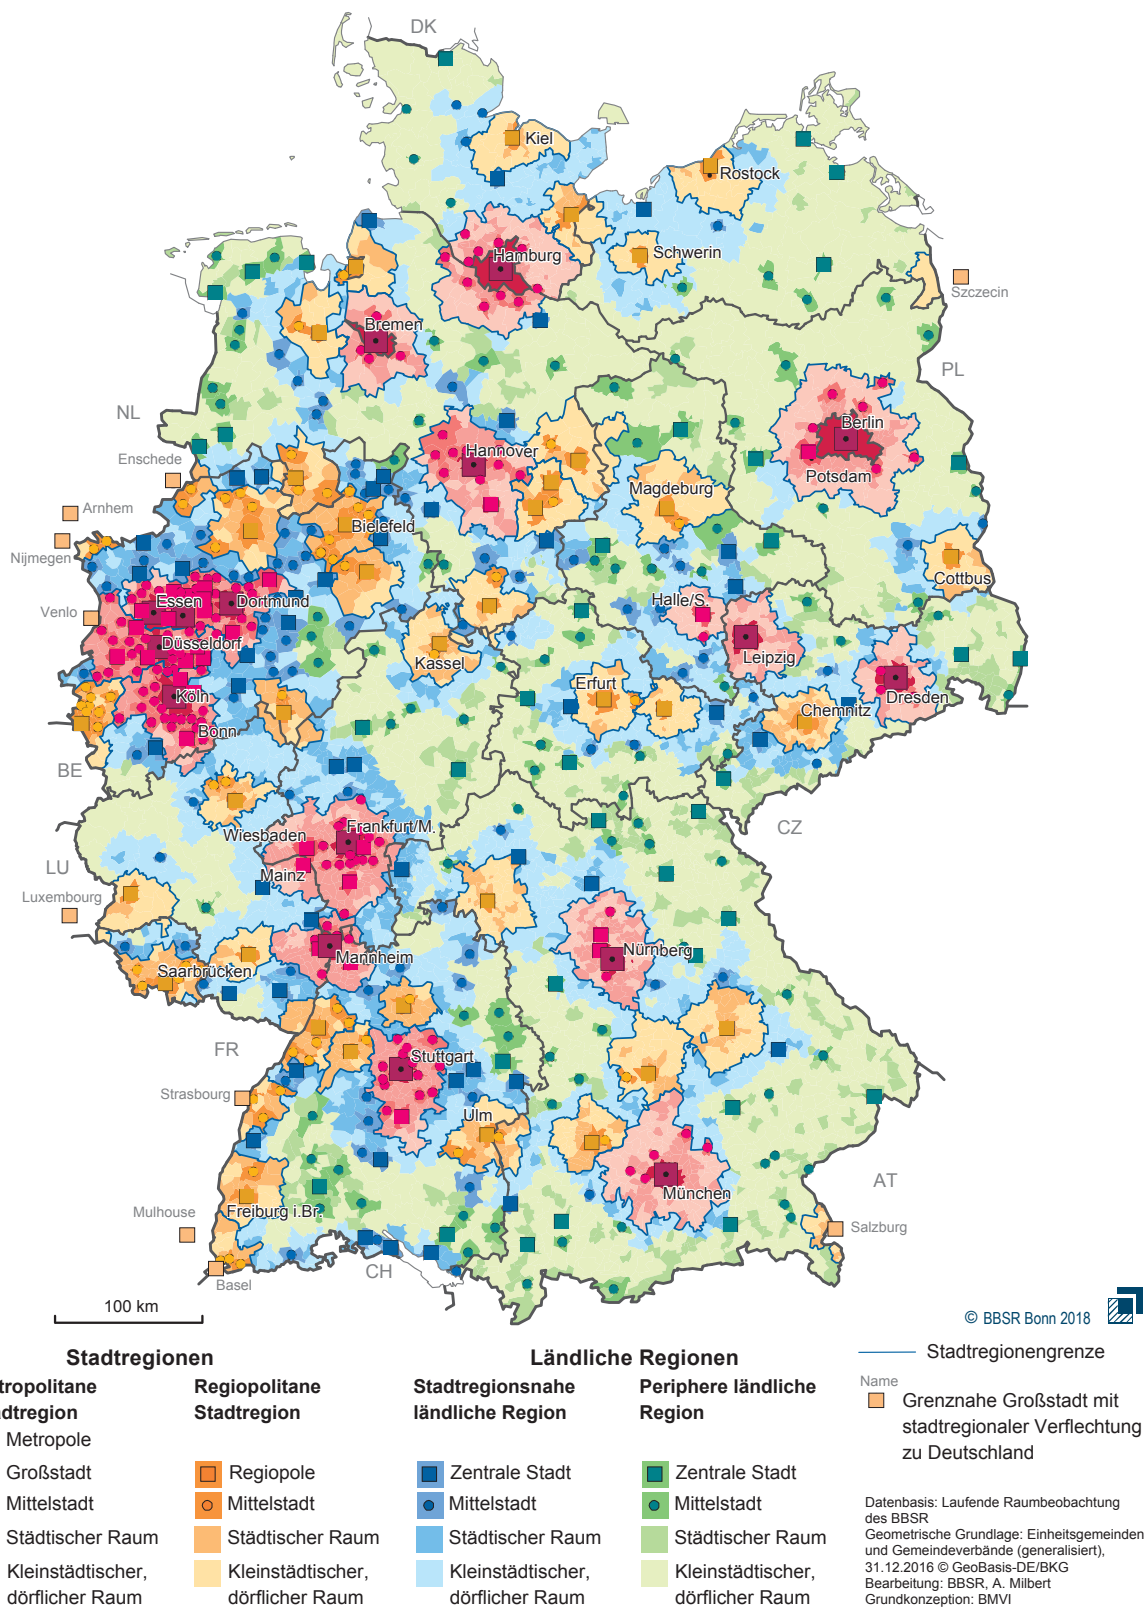 DK
Kiel
Rostock
Hamburg
Schwerin
Szczecin
Bremen
PL
NL
Berlin
Hannover
Enschede
Potsdam
Magdeburg
Arnhem
Bielefeld
Nijmegen
Cottbus
Essen
Dortmund
Halle/S.
Venlo
Düsseldorf
Leipzig
Kassel
Erfurt
Köln
Dresden
Chemnitz
Bonn
BE
CZ
Wiesbaden
Frankfurt/M.
LU
Mainz
Luxembourg
Nürnberg
Mannheim
Saarbrücken
FR
Stuttgart
Strasbourg
Ulm
AT
München
Mulhouse
Freiburg i.Br.
Salzburg
CH
Basel
100 km
© BBSR Bonn 2018
Stadtregionen
Ländliche Regionen
Stadtregionengrenze
tropolitane
dtregion
Metropole
Großstadt
Mittelstadt
Städtischer Raum
Kleinstädtischer,
dörflicher Raum
Regiopolitane
Stadtregion
Regiopole
Mittelstadt
Städtischer Raum
Kleinstädtischer,
dörflicher Raum
Stadtregionsnahe
ländliche Region
Zentrale Stadt
Mittelstadt
Städtischer Raum
Kleinstädtischer,
dörflicher Raum
Periphere ländliche
Region
Zentrale Stadt
Mittelstadt
Städtischer Raum
Kleinstädtischer,
dörflicher Raum
Name
Grenznahe Großstadt mit
stadtregionaler Verflechtung
zu Deutschland
Datenbasis: Laufende Raumbeobachtung
des BBSR
Geometrische Grundlage: Einheitsgemeinden
und Gemeindeverbände (generalisiert),
31.12.2016 © GeoBasis-DE/BKG
Bearbeitung: BBSR, A. Milbert
Grundkonzeption: BMVI